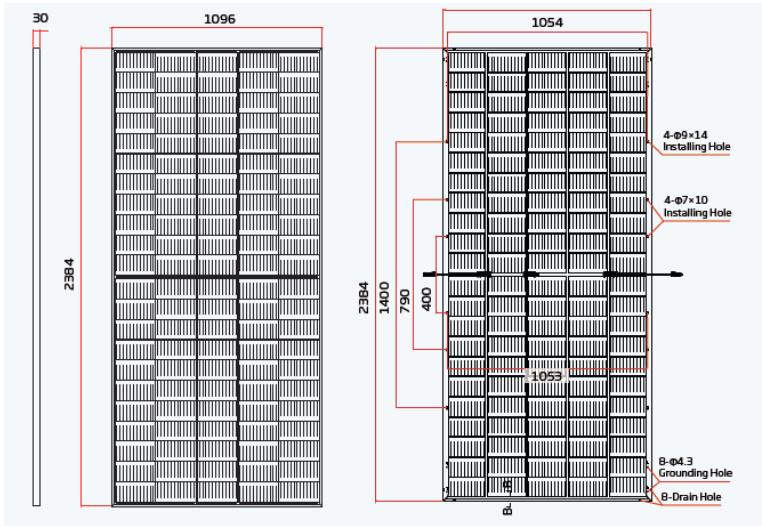 30
1096
1054
4-Φ9×14
Installing Hole
4-Φ7×10
Installing Hole
2384
2384
1400
790
400
1053
8-Φ4.3
Grounding Hole
8-Drain Hole
B
B